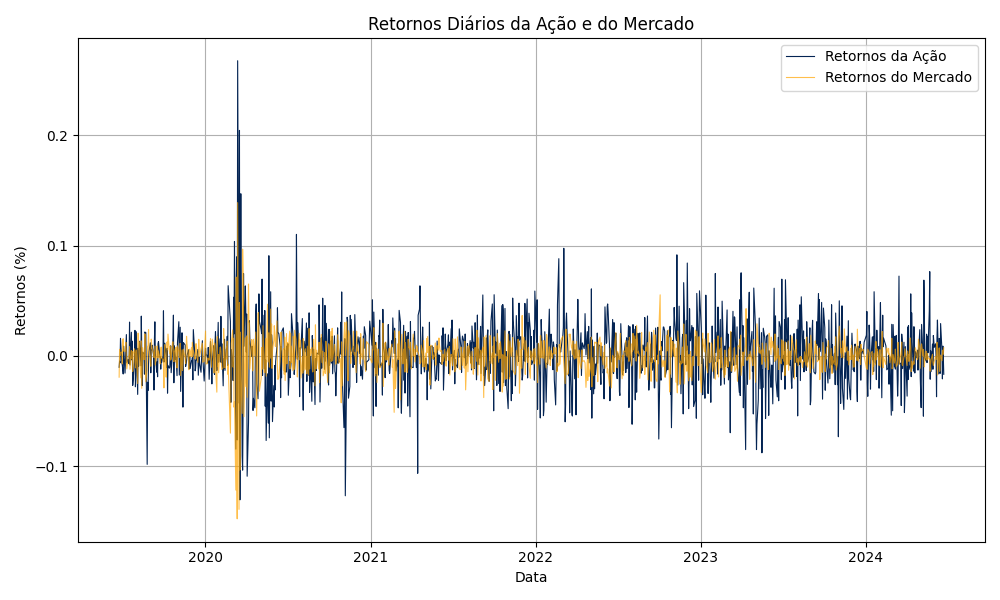 Retornos Diários da Ação e do Mercado
Retornos da Ação
Retornos do Mercado
Retornos (%)
0.2
0.1
0.0
−0.1
2020
2021
2022
2023
2024
Data